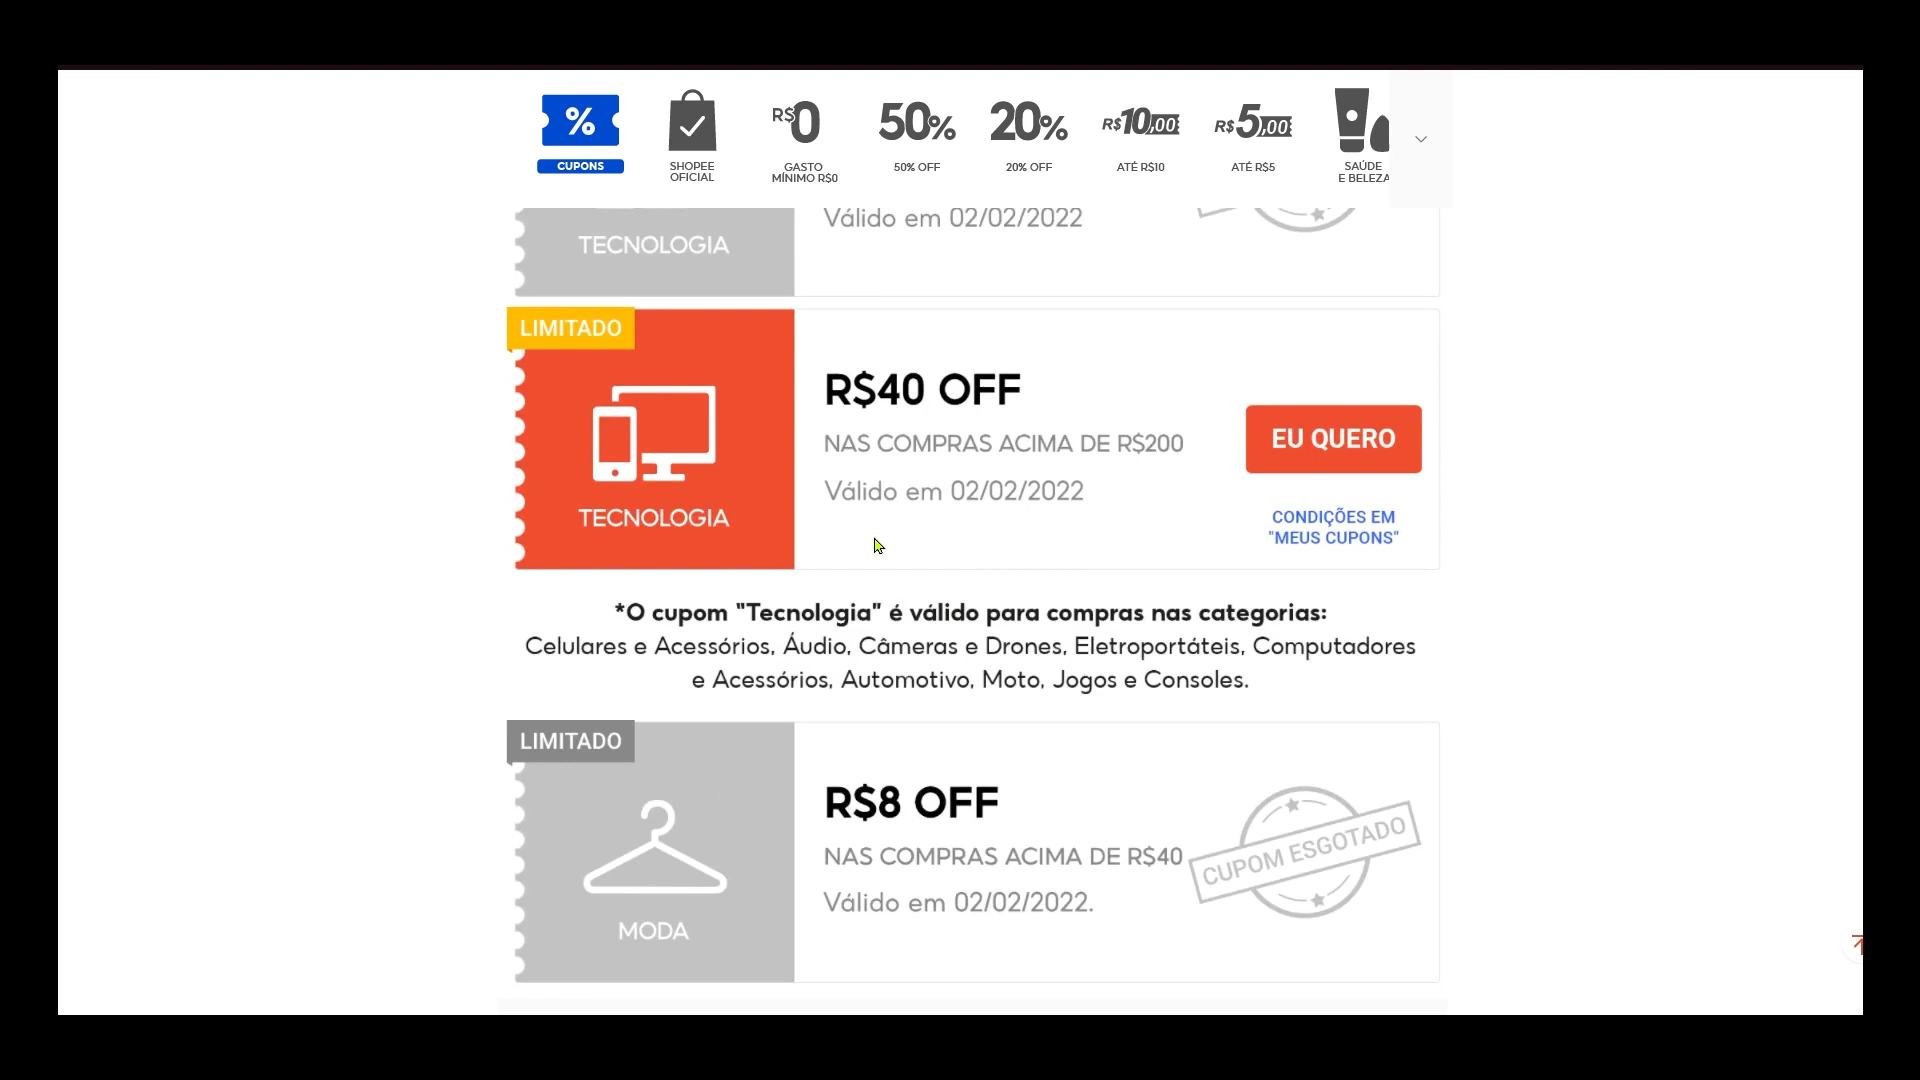 %
R$0
50%
20%
R$10,00
R$5,00
CUPONS
SHOPEE
OFICIAL
GASTO
MÍNIMO R$0
50% OFF
20% OFF
ATÉ R$10
ATÉ R$5
SAÚDE
E BELEZA
TECNOLOGIA
Válido em 02/02/2022
LIMITADO
TECNOLOGIA
R$40 OFF
NAS COMPRAS ACIMA DE R$200
Válido em 02/02/2022
EU QUERO
CONDIÇÕES EM
"MEUS CUPONS"
*O cupom "Tecnologia" é válido para compras nas categorias:
Celulares e Acessórios, Áudio, Câmeras e Drones, Eletroportáteis, Computadores
e Acessórios, Automotivo, Moto, Jogos e Consoles.
LIMITADO
MODA
R$8 OFF
NAS COMPRAS ACIMA DE R$40
Válido em 02/02/2022.
CUPOM ESGOTADO